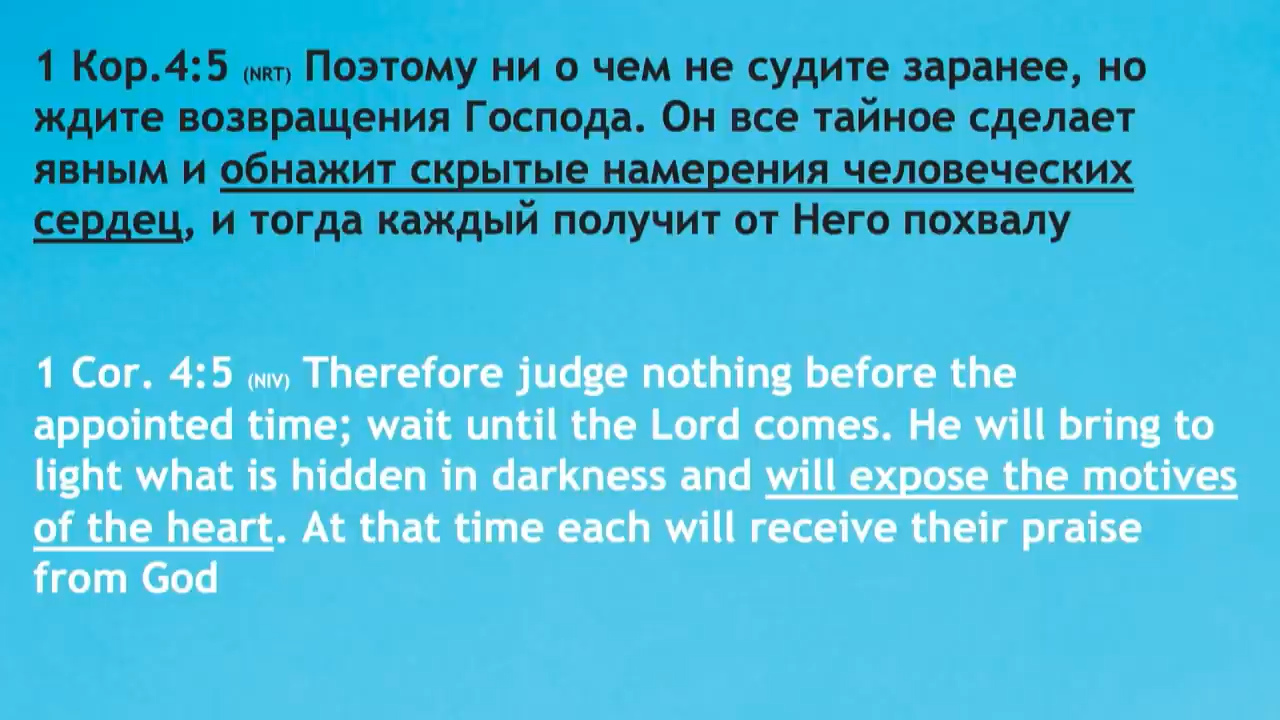 1 Кор.4:5 (NRT) Поэтому ни о чем не судите заранее, но
ждите возвращения Господа. Он все тайное сделает
явным и обнажит скрытые намерения человеческих
сердец, и тогда каждый получит от Него похвалу
1 Cor. 4:5 (NIV) Therefore judge nothing before the
appointed time; wait until the Lord comes. He will bring to
light what is hidden in darkness and will expose the motives
of the heart. At that time each will receive their praise
from God